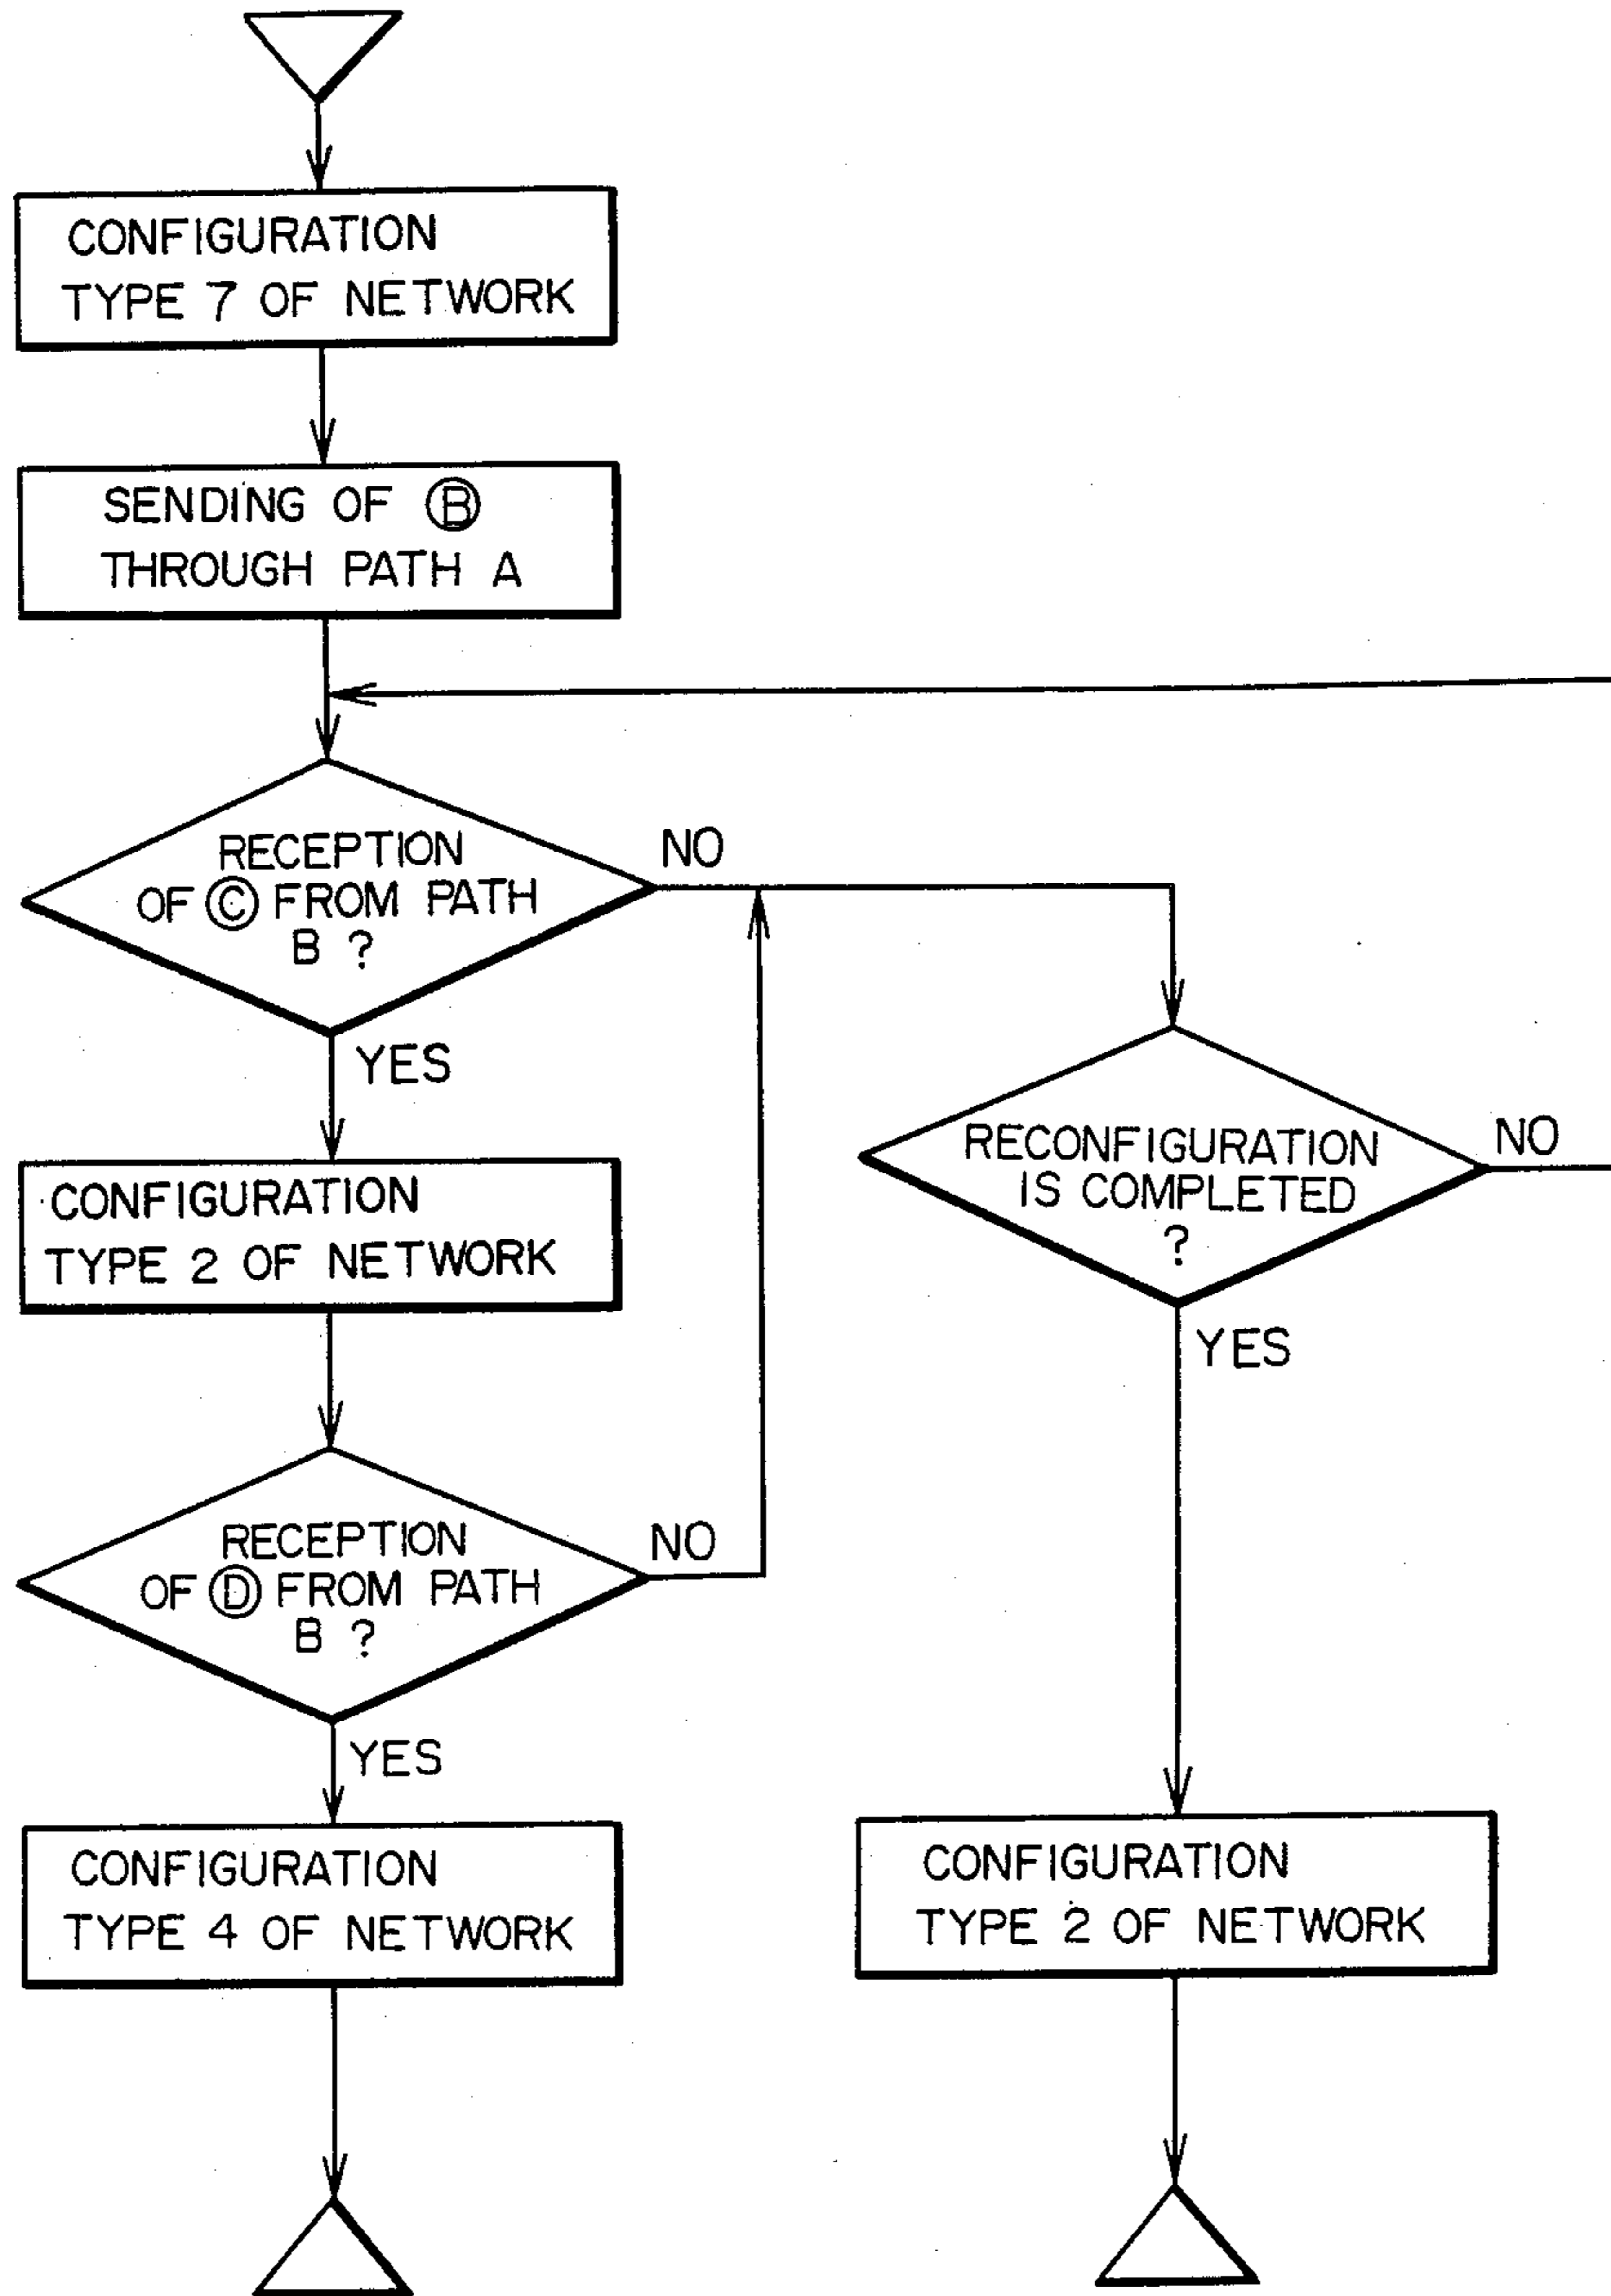 CONFIGURATION
TYPE 7 OF NETWORK
SENDING OF Ⓑ
THROUGH PATH A
RECEPTION
OF Ⓒ FROM PATH
B ?
NO
YES
CONFIGURATION
TYPE 2 OF NETWORK
RECEPTION
OF Ⓓ FROM PATH
B ?
NO
YES
CONFIGURATION
TYPE 4 OF NETWORK
RECONFIGURATION
IS COMPLETED
?
NO
YES
CONFIGURATION
TYPE 2 OF NETWORK